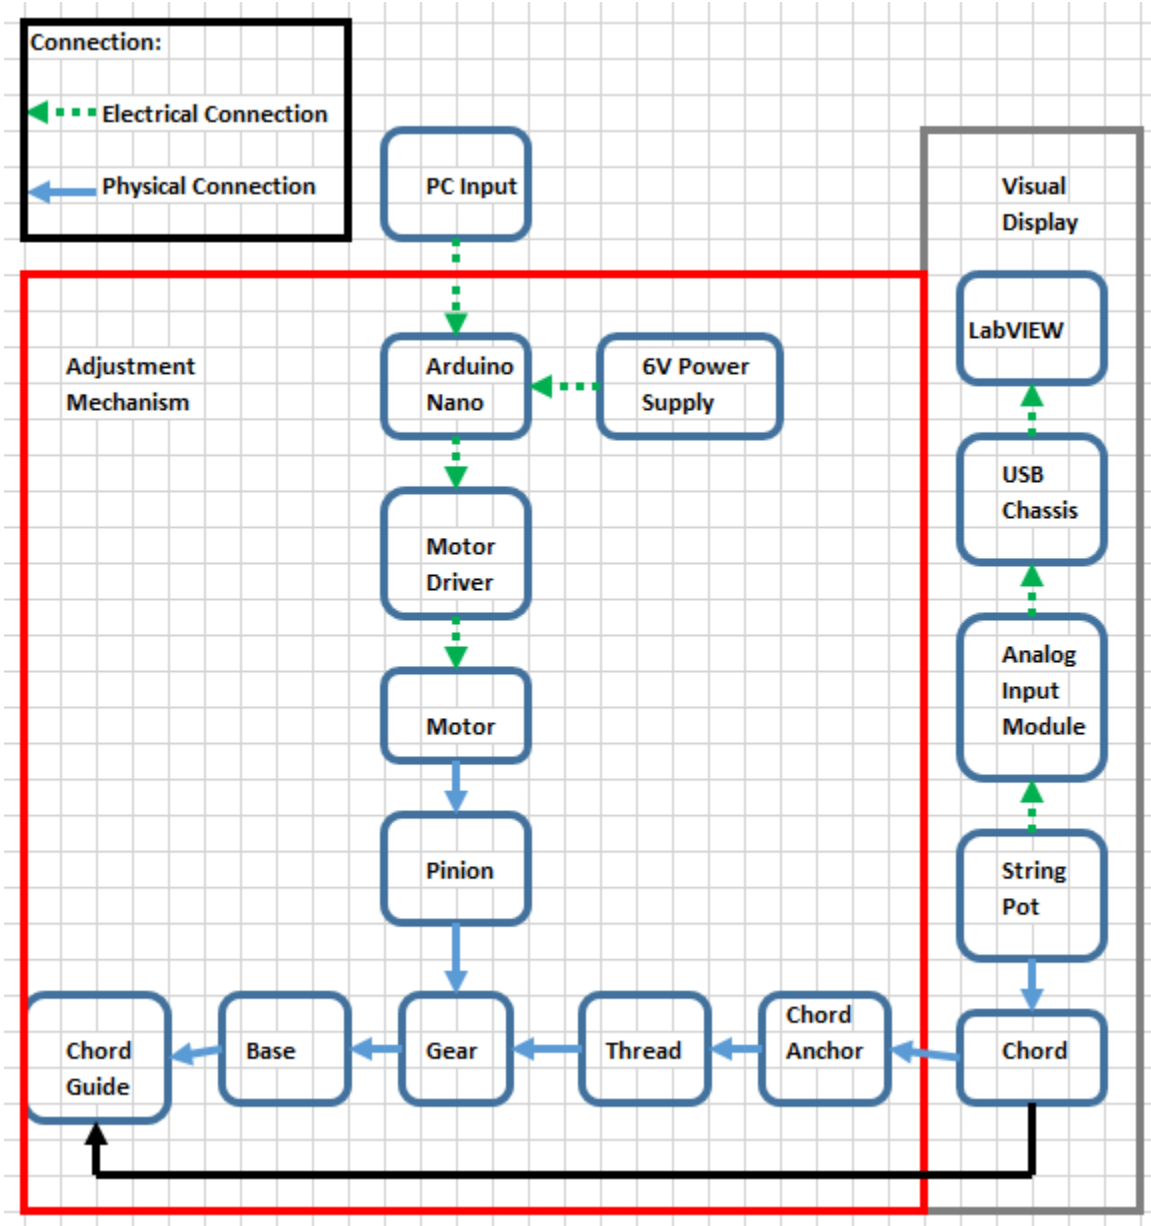 Connection:
Electrical Connection
Physical Connection
PC Input
Visual
Display
LabVIEW
Adjustment
Mechanism
Arduino
Nano
6V Power
Supply
USB
Chassis
Motor
Driver
Analog
Input
Module
Motor
Pinion
String
Pot
Chord
Guide
Base
Gear
Thread
Chord
Anchor
Chord